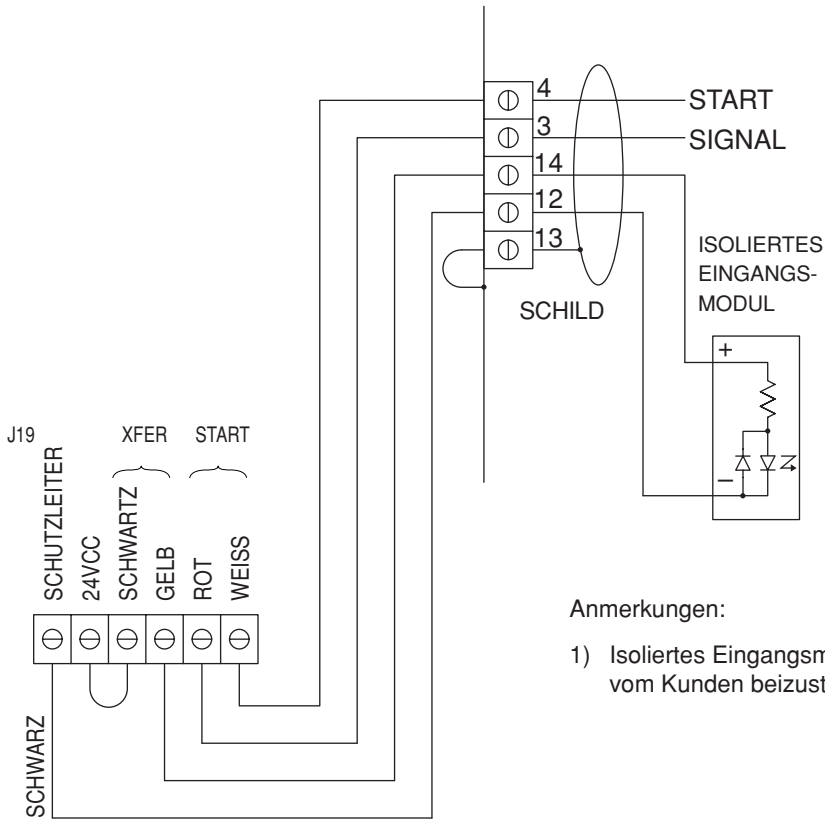 4
START
3
SIGNAL
14
12
13
SCHILD
ISOLIERTES
EINGANGS-
MODUL
+
–
J19
XFER
START
SCHUTZLEITER
24VCC
SCHWARTZ
GELB
ROT
WEISS
SCHWARZ
Anmerkungen:
1) Isoliertes Eingangsm
vom Kunden beizust